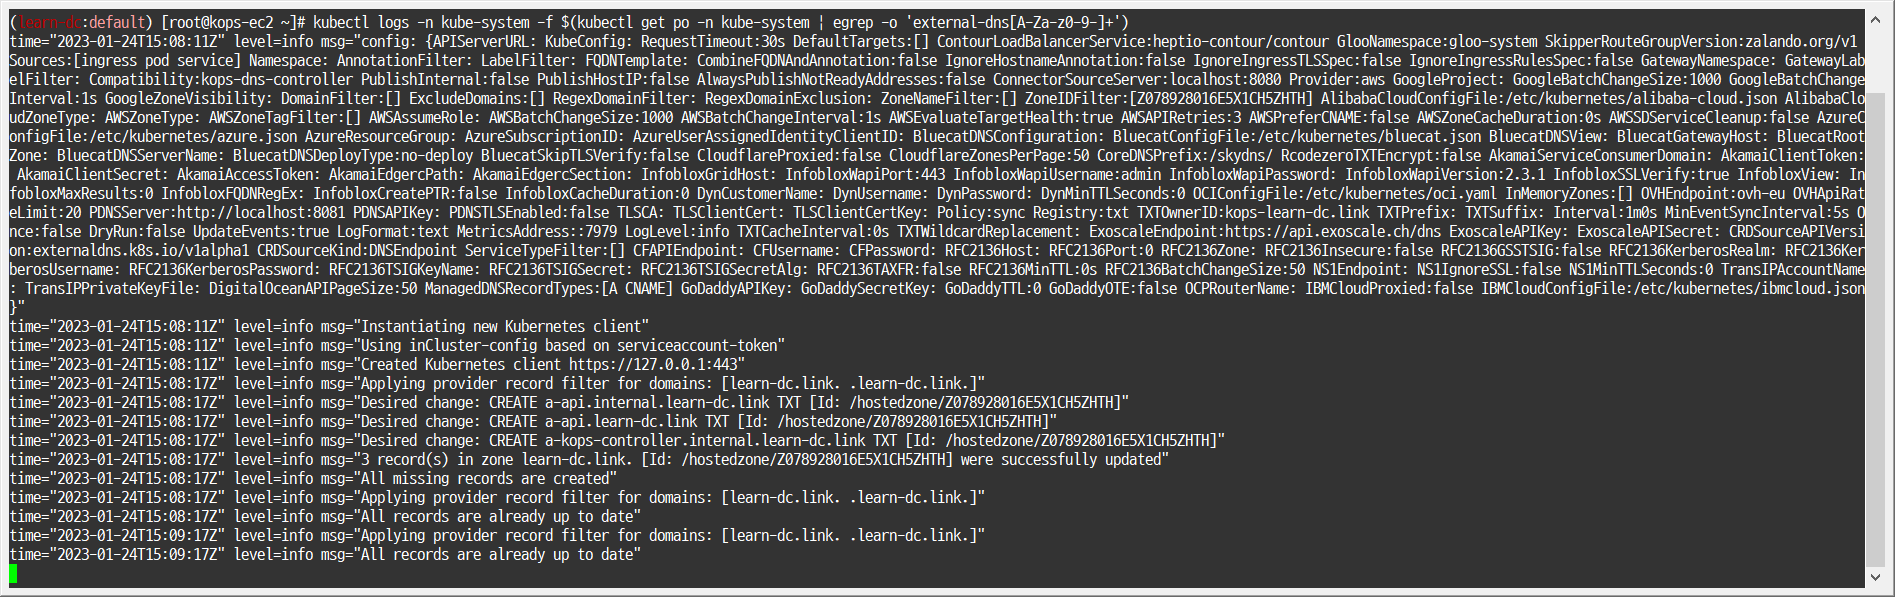 (learn-dc:default) [root@kops-ec2 ~]# kubectl logs -n kube-system -f $(kubectl get po -n kube-system | egrep -o 'external-dns[A-Za-z0-9-]+')
time="2023-01-24T15:08:11Z" level=info msg="config: {APIServerURL: KubeConfig: RequestTimeout:30s DefaultTargets:[] ContourLoadBalancerService:heptio-contour/contour GlooNamespace:gloo-system SkipperRouteGroupVersion:zalando.org/v1
Sources:[ingress pod service] Namespace: AnnotationFilter: LabelFilter: FQDNTemplate: CombineFQDNAndAnnotation:false IgnoreHostnameAnnotation:false IgnoreIngressTLSSpec:false IgnoreIngressRulesSpec:false GatewayNamespace: GatewayLab
elFilter: Compatibility:kops-dns-controller PublishInternal:false PublishHostIP:false AlwaysPublishNotReadyAddresses:false ConnectorSourceServer:localhost:8080 Provider:aws GoogleProject: GoogleBatchChangeSize:1000 GoogleBatchChange
Interval:1s GoogleZoneVisibility: DomainFilter:[] ExcludeDomains:[] RegexDomainFilter: RegexDomainExclusion: ZoneNameFilter:[] ZoneIDFilter:[Z078928016E5X1CH5ZHTH] AlibabaCloudConfigFile:/etc/kubernetes/alibaba-cloud.json AlibabaClo
udZoneType: AWSZoneType: AWSZoneTagFilter:[] AWSAssumeRole: AWSBatchChangeSize:1000 AWSBatchChangeInterval:1s AWSEvaluateTargetHealth:true AWSAPIRetries:3 AWSPreferCNAME:false AWSZoneCacheDuration:0s AWSSDServiceCleanup:false AzureC
onfigFile:/etc/kubernetes/azure.json AzureResourceGroup: AzureSubscriptionID: AzureUserAssignedIdentityClientID: BluecatDNSConfiguration: BluecatConfigFile:/etc/kubernetes/bluecat.json BluecatDNSView: BluecatGatewayHost: BluecatRoot
Zone: BluecatDNSServerName: BluecatDNSDeployType:no-deploy BluecatSkipTLSVerify:false CloudflareProxied:false CloudflareZonesPerPage:50 CoreDNSPrefix:/skydns/ RcodezeroTXTEncrypt:false AkamaiServiceConsumerDomain: AkamaiClientToken:
 AkamaiClientSecret: AkamaiAccessToken: AkamaiEdgercPath: AkamaiEdgercSection: InfobloxGridHost: InfobloxWapiPort:443 InfobloxWapiUsername:admin InfobloxWapiPassword: InfobloxWapiVersion:2.3.1 InfobloxSSLVerify:true InfobloxView: In
fobloxMaxResults:0 InfobloxFQDNRegEx: InfobloxCreatePTR:false InfobloxCacheDuration:0 DynCustomerName: DynUsername: DynPassword: DynMinTTLSeconds:0 OCIConfigFile:/etc/kubernetes/oci.yaml InMemoryZones:[] OVHEndpoint:ovh-eu OVHApiRat
eLimit:20 PDNSServer:http://localhost:8081 PDNSAPIKey: PDNSTLSEnabled:false TLSCA: TLSClientCert: TLSClientCertKey: Policy:sync Registry:txt TXTOwnerID:kops-learn-dc.link TXTPrefix: TXTSuffix: Interval:1m0s MinEventSyncInterval:5s O
nce:false DryRun:false UpdateEvents:true LogFormat:text MetricsAddress::7979 LogLevel:info TXTCacheInterval:0s TXTWildcardReplacement: ExoscaleEndpoint:https://api.exoscale.ch/dns ExoscaleAPIKey: ExoscaleAPISecret: CRDSourceAPIVersi
on:externaldns.k8s.io/v1alpha1 CRDSourceKind:DNSEndpoint ServiceTypeFilter:[] CFAPIEndpoint: CFUsername: CFPassword: RFC2136Host: RFC2136Port:0 RFC2136Zone: RFC2136Insecure:false RFC2136GSSTSIG:false RFC2136KerberosRealm: RFC2136Ker
berosUsername: RFC2136KerberosPassword: RFC2136TSIGKeyName: RFC2136TSIGSecret: RFC2136TSIGSecretAlg: RFC2136TAXFR:false RFC2136MinTTL:0s RFC2136BatchChangeSize:50 NS1Endpoint: NS1IgnoreSSL:false NS1MinTTLSeconds:0 TransIPAccountName
: TransIPPrivateKeyFile: DigitalOceanAPIPageSize:50 ManagedDNSRecordTypes:[A CNAME] GoDaddyAPIKey: GoDaddySecretKey: GoDaddyTTL:0 GoDaddyOTE:false OCPRouterName: IBMCloudProxied:false IBMCloudConfigFile:/etc/kubernetes/ibmcloud.json
}"
time="2023-01-24T15:08:11Z" level=info msg="Instantiating new Kubernetes client"
time="2023-01-24T15:08:11Z" level=info msg="Using inCluster-config based on serviceaccount-token"
time="2023-01-24T15:08:11Z" level=info msg="Created Kubernetes client https://127.0.0.1:443"
time="2023-01-24T15:08:17Z" level=info msg="Applying provider record filter for domains: [learn-dc.link. .learn-dc.link.]"
time="2023-01-24T15:08:17Z" level=info msg="Desired change: CREATE a-api.internal.learn-dc.link TXT [Id: /hostedzone/Z078928016E5X1CH5ZHTH]"
time="2023-01-24T15:08:17Z" level=info msg="Desired change: CREATE a-api.learn-dc.link TXT [Id: /hostedzone/Z078928016E5X1CH5ZHTH]"
time="2023-01-24T15:08:17Z" level=info msg="Desired change: CREATE a-kops-controller.internal.learn-dc.link TXT [Id: /hostedzone/Z078928016E5X1CH5ZHTH]"
time="2023-01-24T15:08:17Z" level=info msg="3 record(s) in zone learn-dc.link. [Id: /hostedzone/Z078928016E5X1CH5ZHTH] were successfully updated"
time="2023-01-24T15:08:17Z" level=info msg="All missing records are created"
time="2023-01-24T15:08:17Z" level=info msg="Applying provider record filter for domains: [learn-dc.link. .learn-dc.link.]"
time="2023-01-24T15:08:17Z" level=info msg="All records are already up to date"
time="2023-01-24T15:09:17Z" level=info msg="Applying provider record filter for domains: [learn-dc.link. .learn-dc.link.]"
time="2023-01-24T15:09:17Z" level=info msg="All records are already up to date"